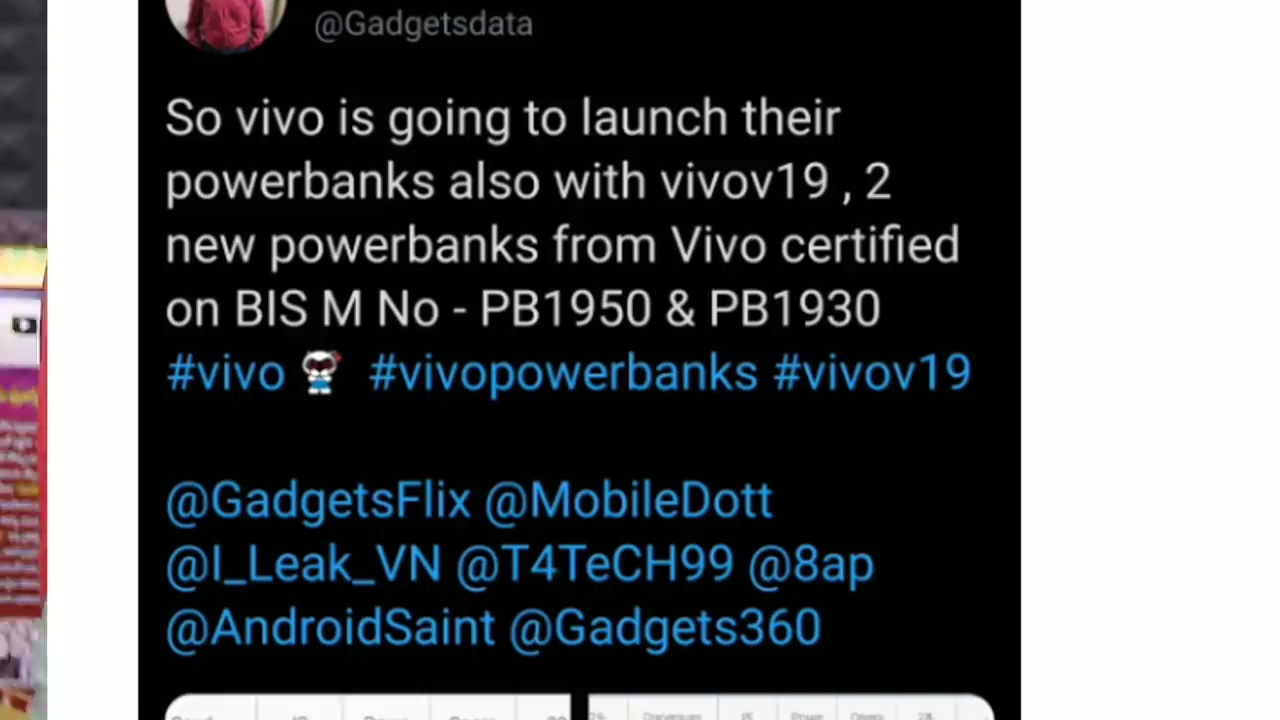 @Gadgetsdata
So vivo is going to launch their
powerbanks also with vivov19 , 2
new powerbanks from Vivo certified
on BIS M No - PB1950 & PB1930
#vivo #vivopowerbanks #vivov19
@GadgetsFlix @MobileDott
@I_Leak_VN @T4TeCH99 @8ap
@AndroidSaint @Gadgets360